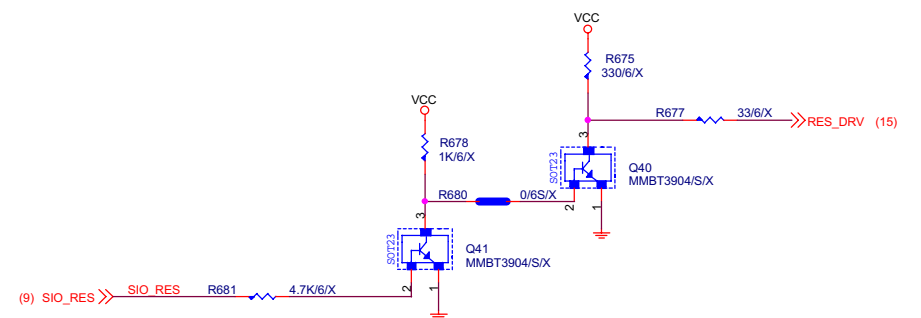 VCC
R675
330/6/X
R677 33/6/X
RES_DRV (15)
VCC
R678
1K/6/X
3
SOT23
Q40
MMBT3904/S/X
2
1
R680 0/6S/X
3
SOT23
Q41
MMBT3904/S/X
2
1
(9) SIO_RES
SIO_RES
R681 4.7K/6/X